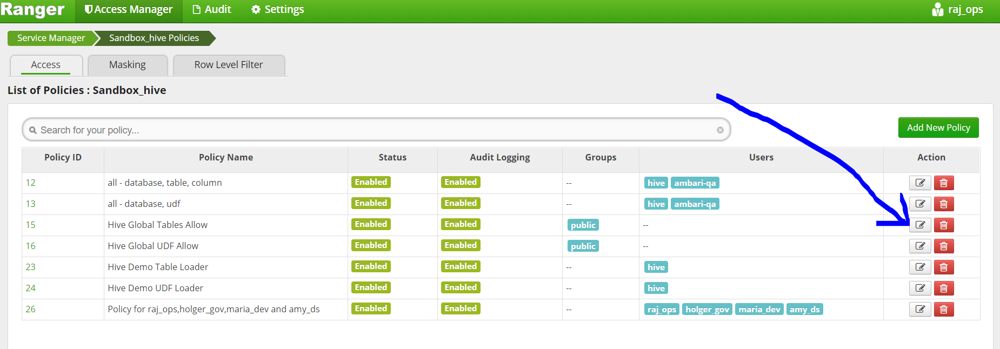 Ranger Access Manager Audit Settings raj_ops
Service Manager Sandbox_hive Policies
Access Masking Row Level Filter
List of Policies : Sandbox_hive
Search for your policy... Add New Policy
Policy ID Policy Name Status Audit Logging Groups Users Action
12 all - database, table, column Enabled Enabled -- hive ambari-qa
13 all - database, udf Enabled Enabled -- hive ambari-qa
15 Hive Global Tables Allow Enabled Enabled public --
16 Hive Global UDF Allow Enabled Enabled public --
23 Hive Demo Table Loader Enabled Enabled -- hive
24 Hive Demo UDF Loader Enabled Enabled -- hive
26 Policy for raj_ops,holger_gov,maria_dev and amy_ds Enabled Enabled -- raj_ops holger_gov maria_dev amy_ds